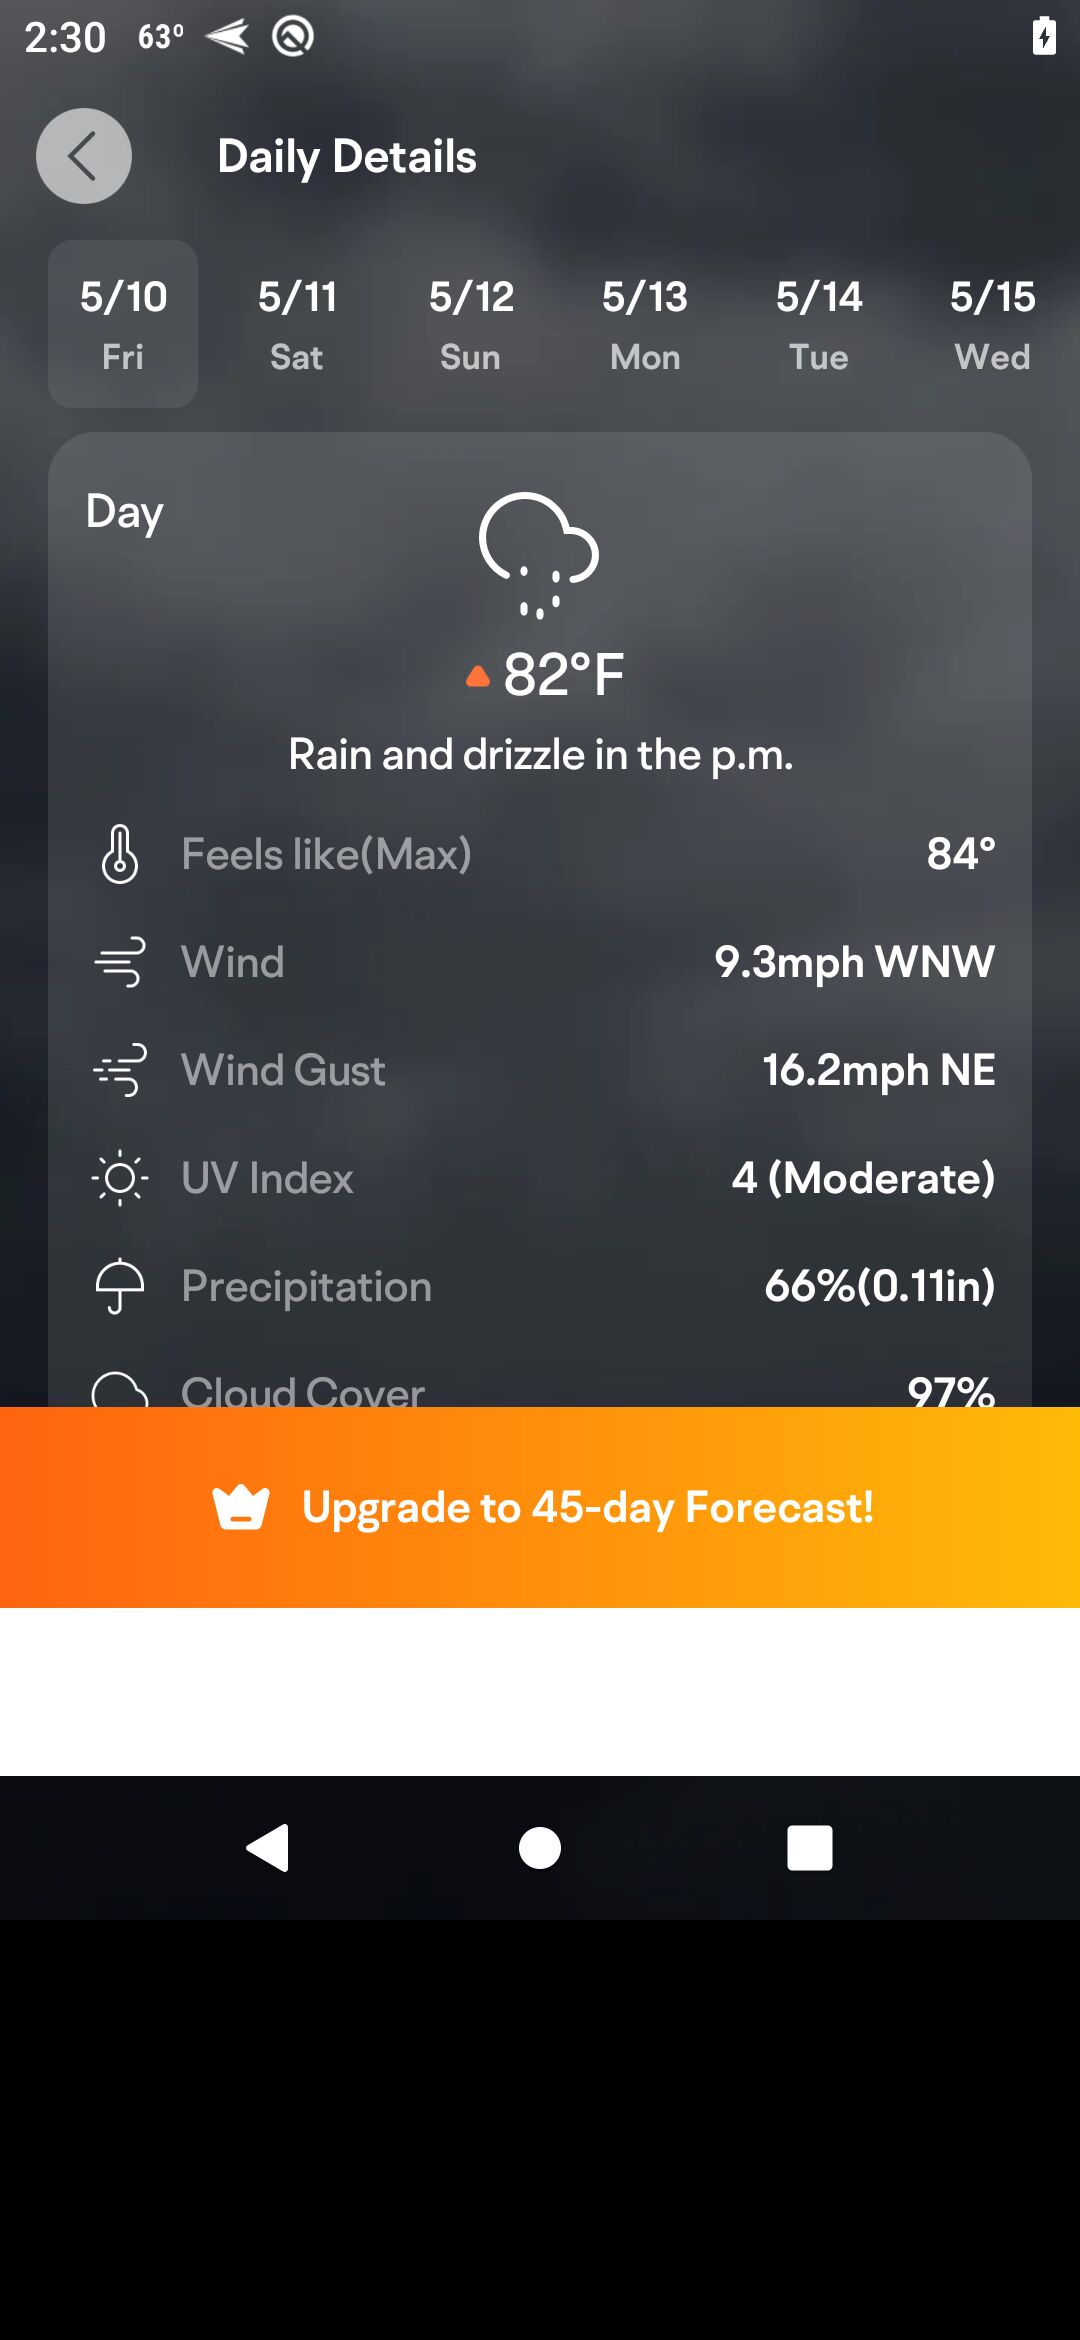 2:30 63°
Daily Details
5/10 5/11 5/12 5/13 5/14 5/15
Fri Sat Sun Mon Tue Wed
Day
82°F
Rain and drizzle in the p.m.
Feels like(Max) 84°
Wind 9.3mph WNW
Wind Gust 16.2mph NE
UV Index 4 (Moderate)
Precipitation 66%(0.11in)
Cloud Cover 97%
Upgrade to 45-day Forecast!